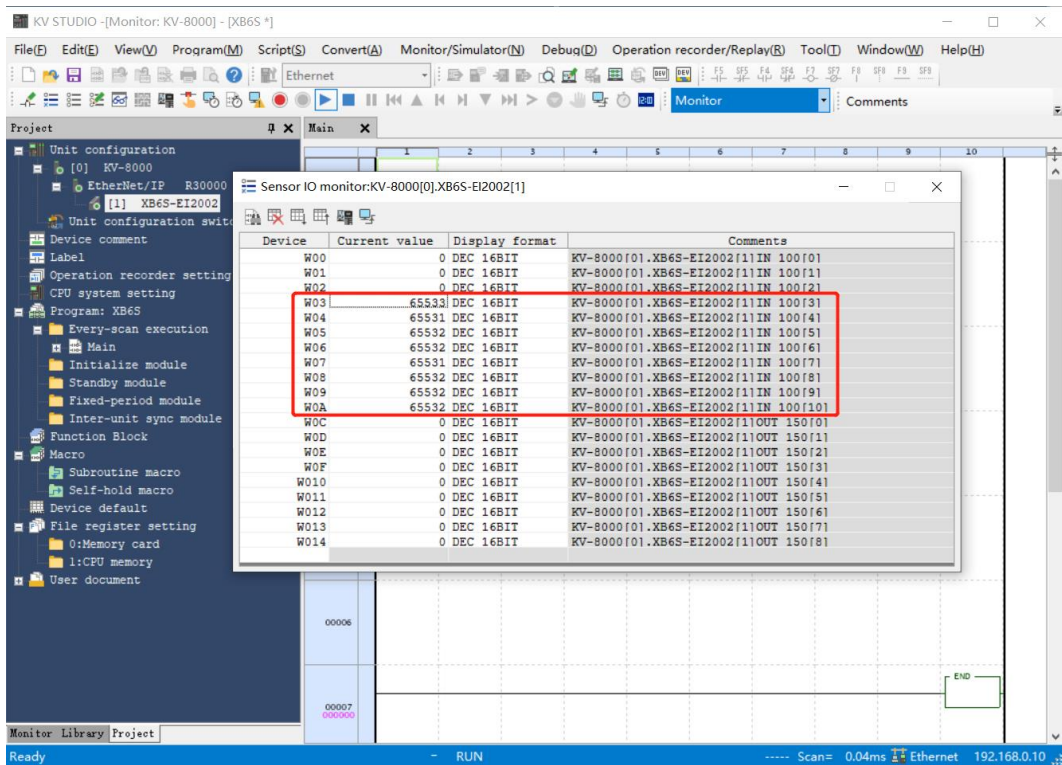 KV STUDIO -[Monitor: KV-8000] - [XB6S *]
File(F) Edit(E) View(V) Program(M) Script(S) Convert(A) Monitor/Simulator(N) Debug(D) Operation recorder/Replay(R) Tool(T) Window(W) Help(H)
Ethernet F5 SF5 F4 SF4 F7 SF7 F8 SF8 F9 SF9
Monitor Comments
Project Main
Unit configuration
[0] KV-8000
EtherNet/IP R30000
[1] XB6S-EI2002
Unit configuration switc
Device comment
Label
Operation recorder setting
CPU system setting
Program: XB6S
Every-scan execution
Main
Initialize module
Standby module
Fixed-period module
Inter-unit sync module
Function Block
Macro
Subroutine macro
Self-hold macro
Device default
File register setting
0:Memory card
1:CPU memory
User document
Monitor Library Project
1 2 3 4 5 6 7 8 9 10
Sensor IO monitor:KV-8000[0].XB6S-EI2002[1]
Device Current value Display format Comments
W00 0 DEC 16BIT KV-8000[0].XB6S-EI2002[1]IN 100[0]
W01 0 DEC 16BIT KV-8000[0].XB6S-EI2002[1]IN 100[1]
W02 0 DEC 16BIT KV-8000[0].XB6S-EI2002[1]IN 100[2]
W03 65533 DEC 16BIT KV-8000[0].XB6S-EI2002[1]IN 100[3]
W04 65531 DEC 16BIT KV-8000[0].XB6S-EI2002[1]IN 100[4]
W05 65532 DEC 16BIT KV-8000[0].XB6S-EI2002[1]IN 100[5]
W06 65532 DEC 16BIT KV-8000[0].XB6S-EI2002[1]IN 100[6]
W07 65531 DEC 16BIT KV-8000[0].XB6S-EI2002[1]IN 100[7]
W08 65532 DEC 16BIT KV-8000[0].XB6S-EI2002[1]IN 100[8]
W09 65532 DEC 16BIT KV-8000[0].XB6S-EI2002[1]IN 100[9]
W0A 65532 DEC 16BIT KV-8000[0].XB6S-EI2002[1]IN 100[10]
W0C 0 DEC 16BIT KV-8000[0].XB6S-EI2002[1]OUT 150[0]
W0D 0 DEC 16BIT KV-8000[0].XB6S-EI2002[1]OUT 150[1]
W0E 0 DEC 16BIT KV-8000[0].XB6S-EI2002[1]OUT 150[2]
W0F 0 DEC 16BIT KV-8000[0].XB6S-EI2002[1]OUT 150[3]
W010 0 DEC 16BIT KV-8000[0].XB6S-EI2002[1]OUT 150[4]
W011 0 DEC 16BIT KV-8000[0].XB6S-EI2002[1]OUT 150[5]
W012 0 DEC 16BIT KV-8000[0].XB6S-EI2002[1]OUT 150[6]
W013 0 DEC 16BIT KV-8000[0].XB6S-EI2002[1]OUT 150[7]
W014 0 DEC 16BIT KV-8000[0].XB6S-EI2002[1]OUT 150[8]
00006
END
00007
000000
Ready - RUN ----- Scan= 0.04ms Ethernet 192.168.0.10